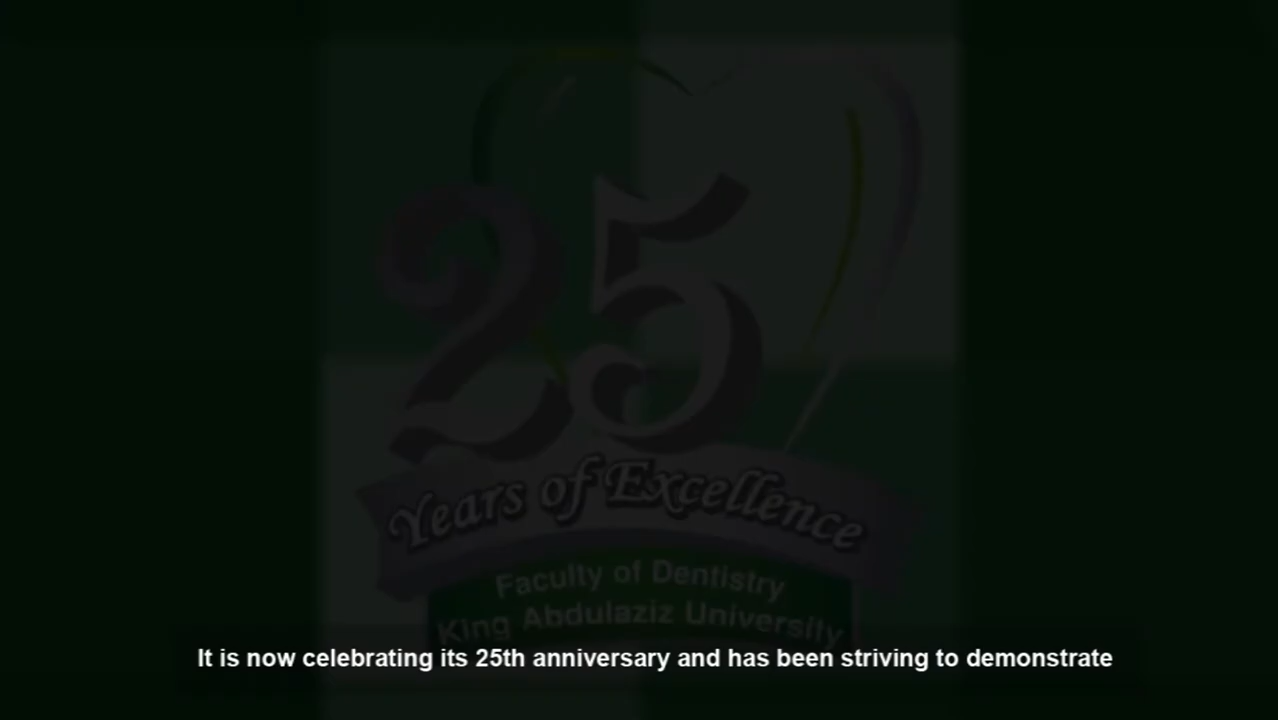 25
Years of Excellence
Faculty of Dentistry
King Abdulaziz University
It is now celebrating its 25th anniversary and has been striving to demonstrate